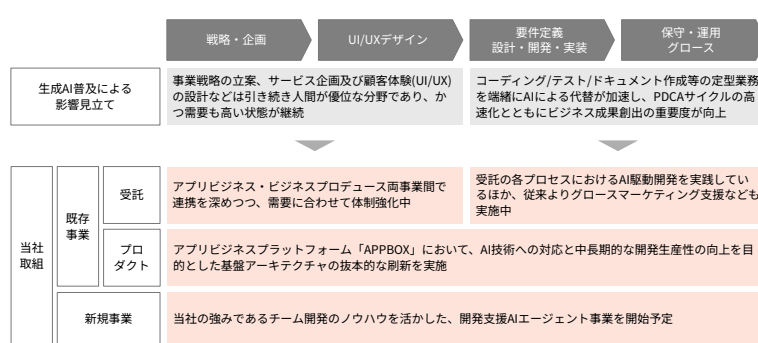 戦略・企画
UI/UXデザイン
要件定義
設計・開発・実装
保守・運用
グロース
生成AI普及による
影響見立て
事業戦略の立案、サービス企画及び顧客体験(UI/UX)
の設計などは引き続き人間が優位な分野であり、か
つ需要も高い状態が継続
コーディング/テスト/ドキュメント作成等の定型業務
を端緒にAIによる代替が加速し、PDCAサイクルの高
速化とともにビジネス成果創出の重要度が向上
当社
取組
既存
事業
受託
アプリビジネス・ビジネスプロデュース両事業間で
連携を深めつつ、需要に合わせて体制強化中
受託の各プロセスにおけるAI駆動開発を実践してい
るほか、従来よりグロースマーケティング支援なども
実施中
プロ
ダクト
アプリビジネスプラットフォーム「APPBOX」において、AI技術への対応と中長期的な開発生産性の向上を目
的とした基盤アーキテクチャの抜本的な刷新を実施
新規事業
当社の強みであるチーム開発のノウハウを活かした、開発支援AIエージェント事業を開始予定